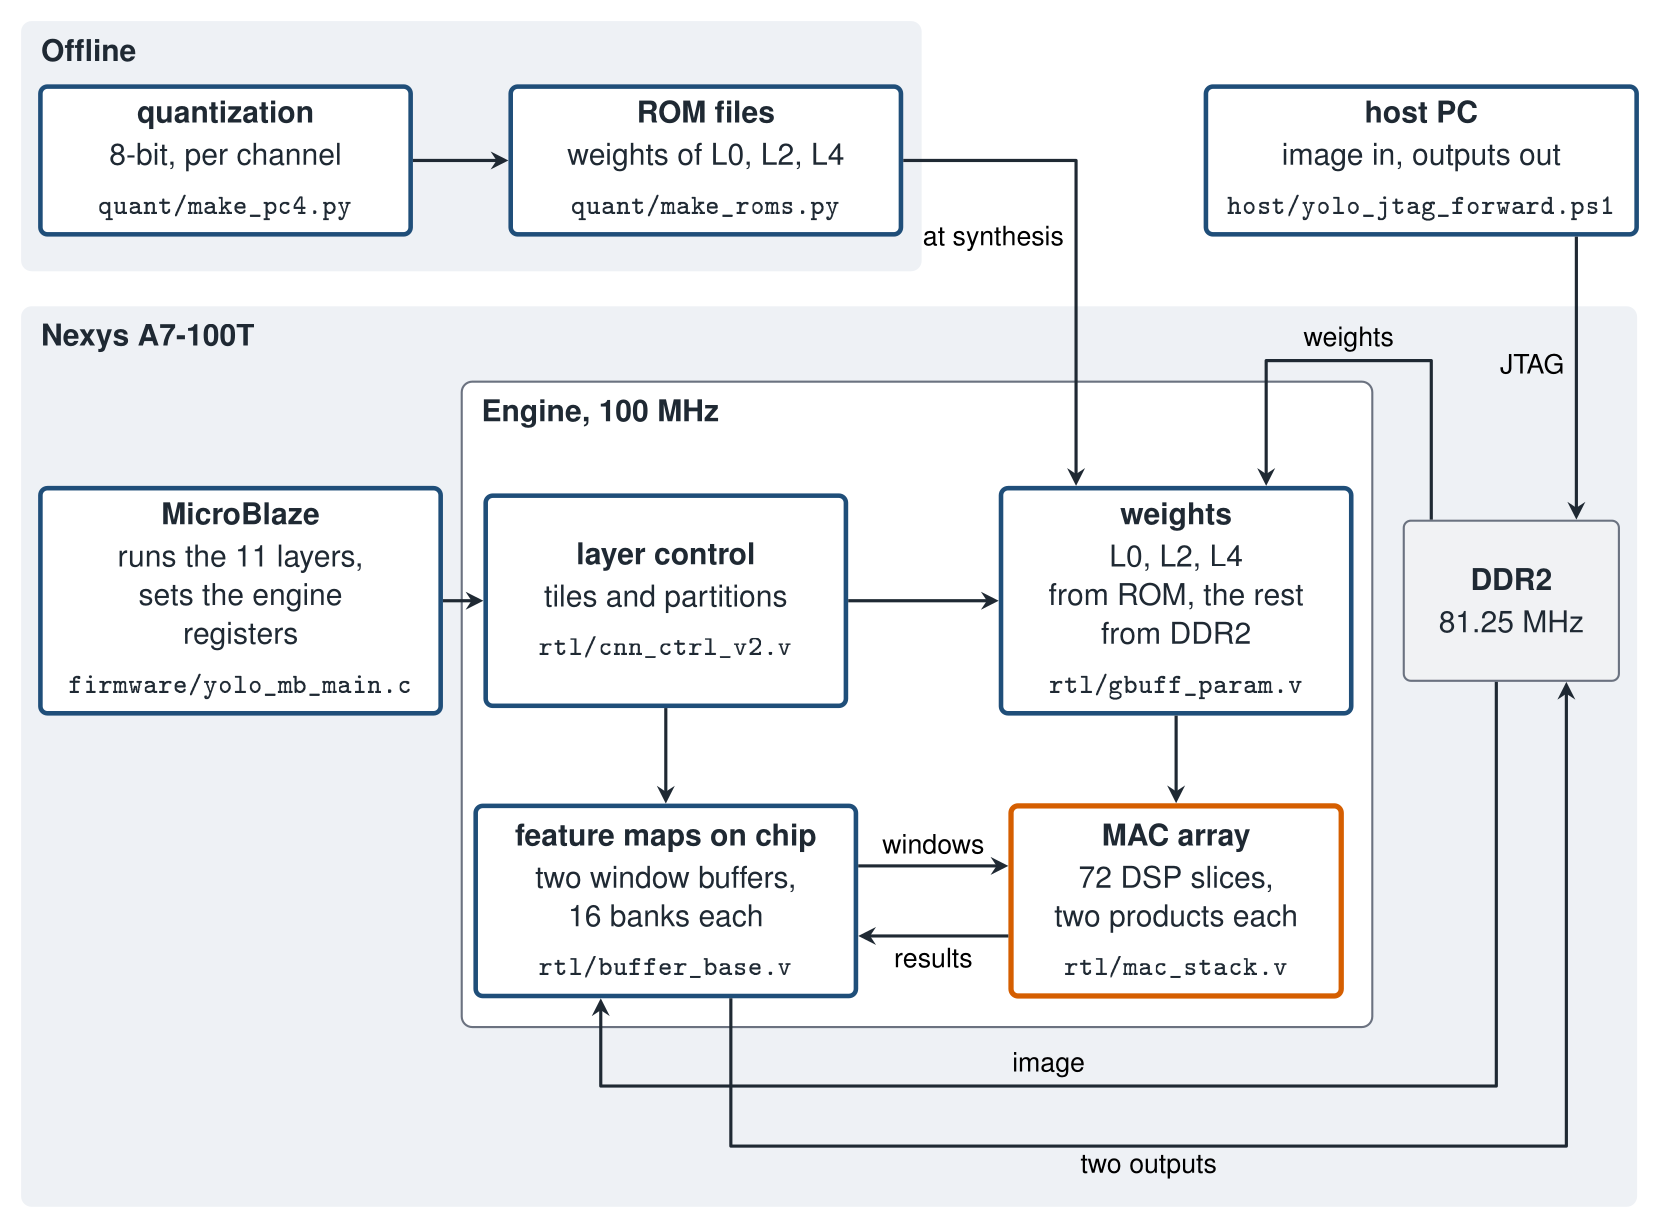 Offline
quantization
8-bit, per channel
quant/make_pc4.py
ROM files
weights of L0, L2, L4
quant/make_roms.py
host PC
image in, outputs out
host/yolo_jtag_forward.ps1
at synthesis
Nexys A7-100T
weights
JTAG
Engine, 100 MHz
MicroBlaze
runs the 11 layers,
sets the engine
registers
firmware/yolo_mb_main.c
layer control
tiles and partitions
rtl/cnn_ctrl_v2.v
weights
L0, L2, L4
from ROM, the rest
from DDR2
rtl/gbuff_param.v
DDR2
81.25 MHz
feature maps on chip
two window buffers,
16 banks each
rtl/buffer_base.v
windows
results
MAC array
72 DSP slices,
two products each
rtl/mac_stack.v
image
two outputs